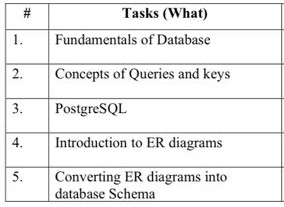 # Tasks (What)
1. Fundamentals of Database
2. Concepts of Queries and keys
3. PostgreSQL
4. Introduction to ER diagrams
5. Converting ER diagrams into
database Schema